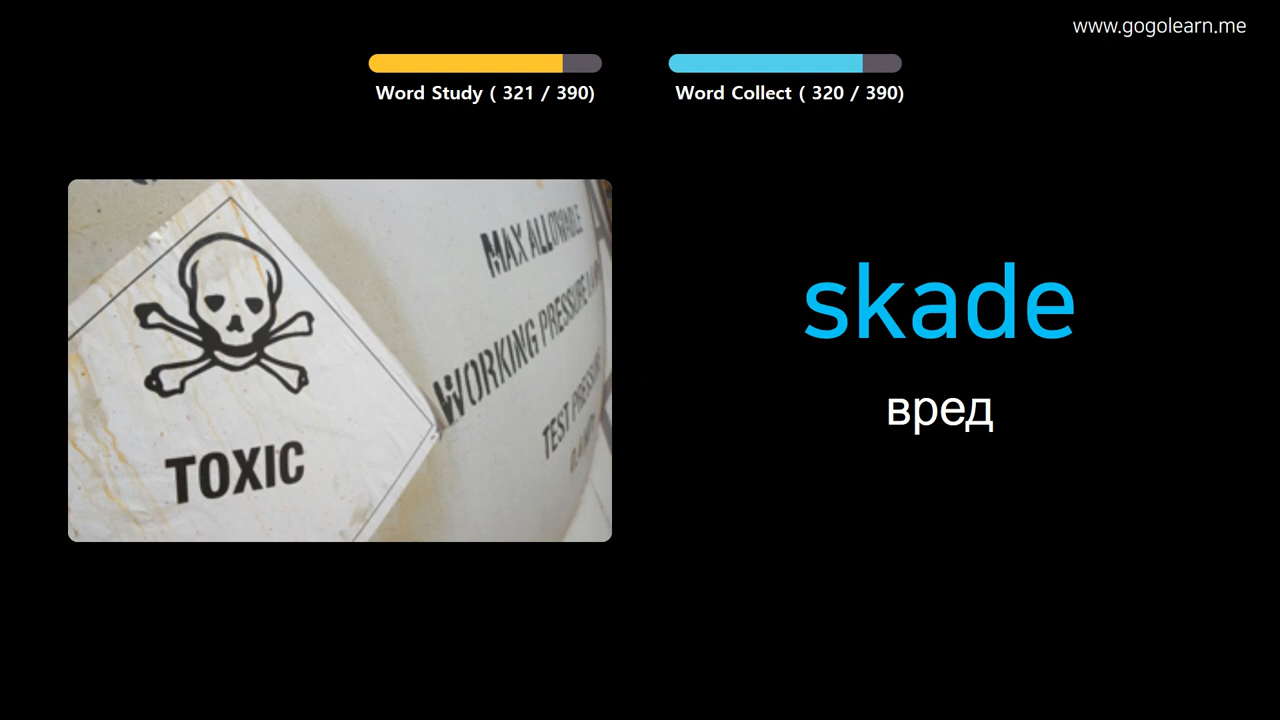 www.gogolearn.me
Word Study ( 321 / 390)
Word Collect ( 320 / 390)
MAX ALLOWABLE
WORKING PRESSURE
TEST PRESSURE
TOXIC
skade
вред